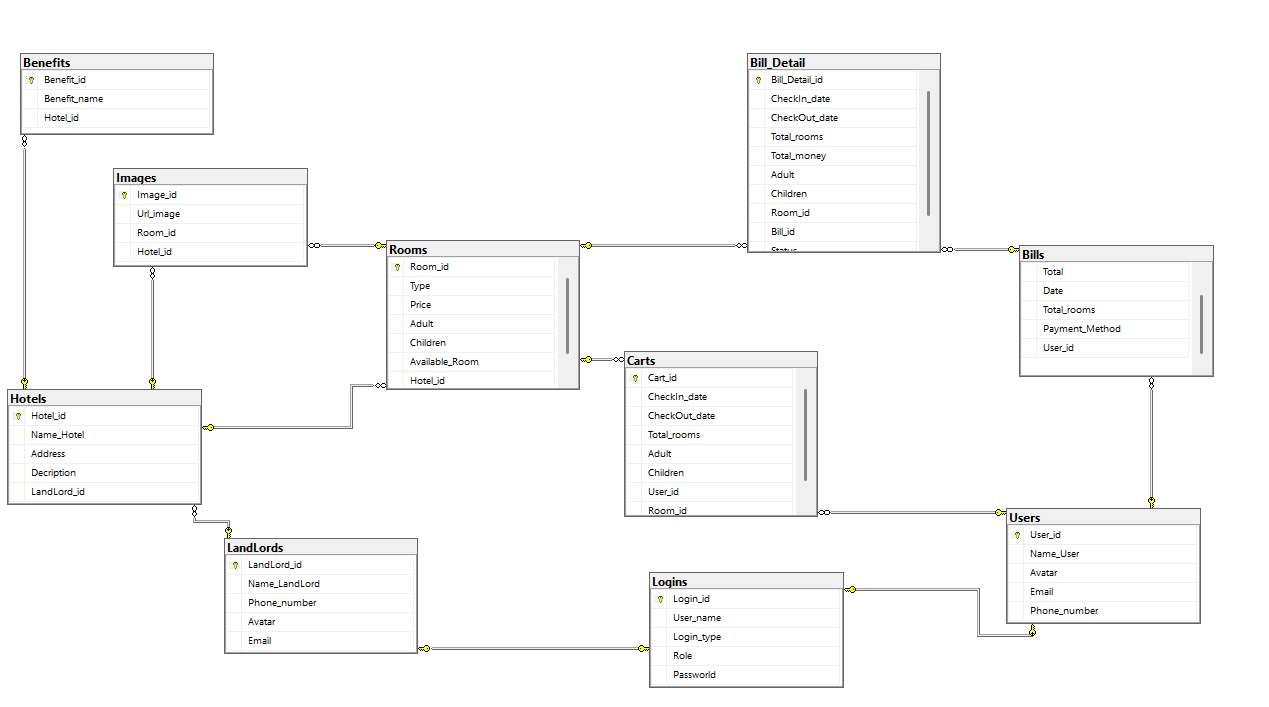 Benefits
Benefit_id
Benefit_name
Hotel_id
Images
Image_id
Url_image
Room_id
Hotel_id
Rooms
Room_id
Type
Price
Adult
Children
Available_Room
Hotel_id
Bill_Detail
Bill_Detail_id
CheckIn_date
CheckOut_date
Total_rooms
Total_money
Adult
Children
Room_id
Bill_id
Status
Bills
Total
Date
Total_rooms
Payment_Method
User_id
Carts
Cart_id
CheckIn_date
CheckOut_date
Total_rooms
Adult
Children
User_id
Room_id
Hotels
Hotel_id
Name_Hotel
Address
Decription
LandLord_id
LandLords
LandLord_id
Name_LandLord
Phone_number
Avatar
Email
Logins
Login_id
User_name
Login_type
Role
Passworld
Users
User_id
Name_User
Avatar
Email
Phone_number